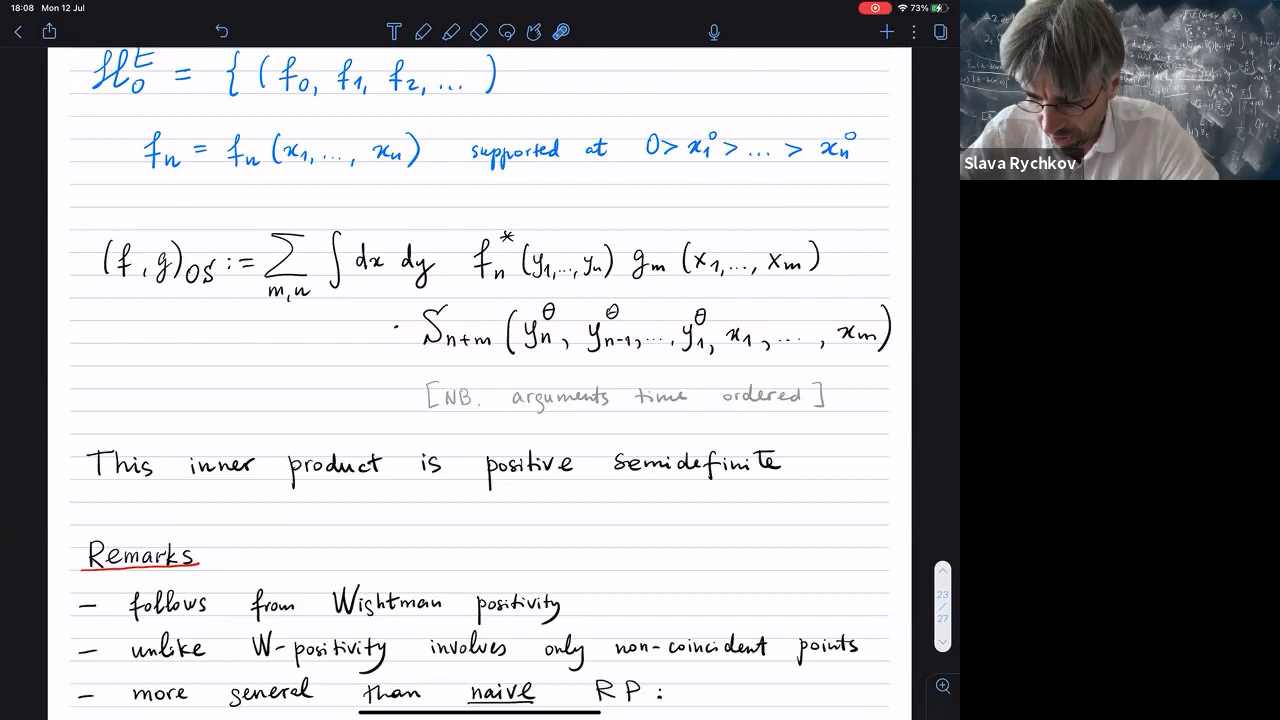 18:08 Mon 12 Jul
73%
ℋ₀ᴱ = { (f₀, f₁, f₂, ... )
fₙ = fₙ (x₁, ..., xₙ) supported at 0 > x₁⁰ > ... > xₙ⁰
(f, g)_OS := ∑_{m,n} ∫ dx dy fₙ* (y₁, ..., yₙ) gₘ (x₁, ..., xₘ)
· Sₙ₊ₘ (yₙ^θ, yₙ₋₁^θ, ..., y₁^θ, x₁, ..., xₘ)
[NB. arguments time ordered]
This inner product is positive semidefinite
Remarks
– follows from Wightman positivity
– unlike W-positivity involves only non-coincident points
– more general than naive RP:
23 / 27
Slava Rychkov